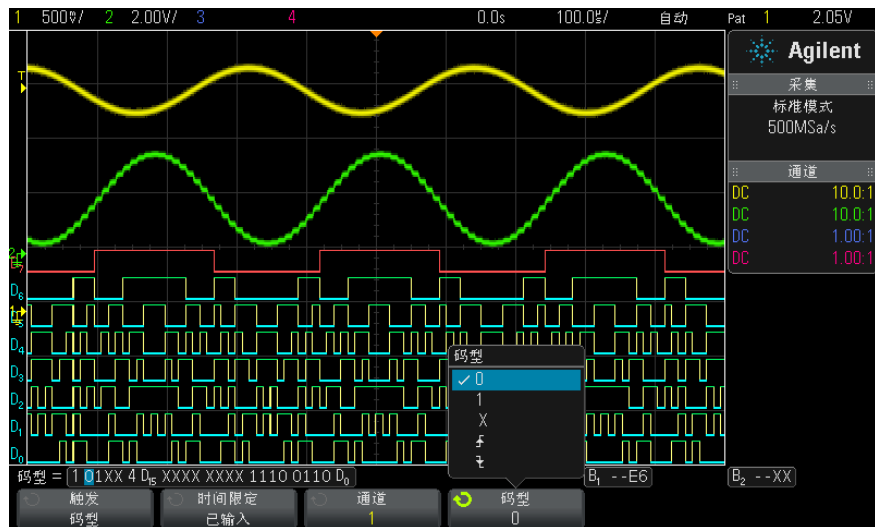 1 500㎷/ 2 2.00V/ 3 4 0.0s 100.0㎲/ 自动 Pat 1 2.05V
Agilent
采集
标准模式
500MSa/s
通道
DC 10.0:1
DC 10.0:1
DC 1.00:1
DC 1.00:1
T
2
D6
D5
D4
D3
D2
D1
D0
码型
✓ 0
1
X
码型 = 1 01XX 4 D15 XXXX XXXX 1110 0110 D0
B1 --E6
B2 --XX
触发
码型
时间限定
已输入
通道
1
码型
0